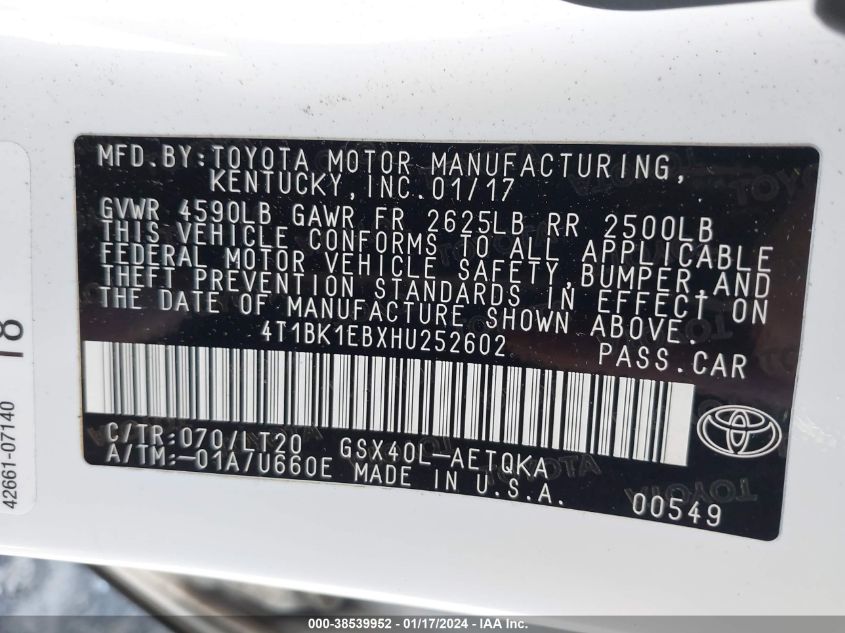 MFD.BY:TOYOTA MOTOR MANUFACTURING,
KENTUCKY,INC.01/17
GVWR 4590LB GAWR FR 2625LB RR 2500LB
THIS VEHICLE CONFORMS TO ALL APPLICABLE
FEDERAL MOTOR VEHICLE SAFETY,BUMPER,AND
THEFT PREVENTION STANDARDS IN EFFECT ON
THE DATE OF MANUFACTURE SHOWN ABOVE.
4T1BK1EBXHU252602 PASS.CAR
C/TR:070/LT20 GSX40L-AETQKA
A/TM:-01A/U660E MADE IN U.S.A.
00549
42661-07140
18
000-38539952 - 01/17/2024 - IAA Inc.